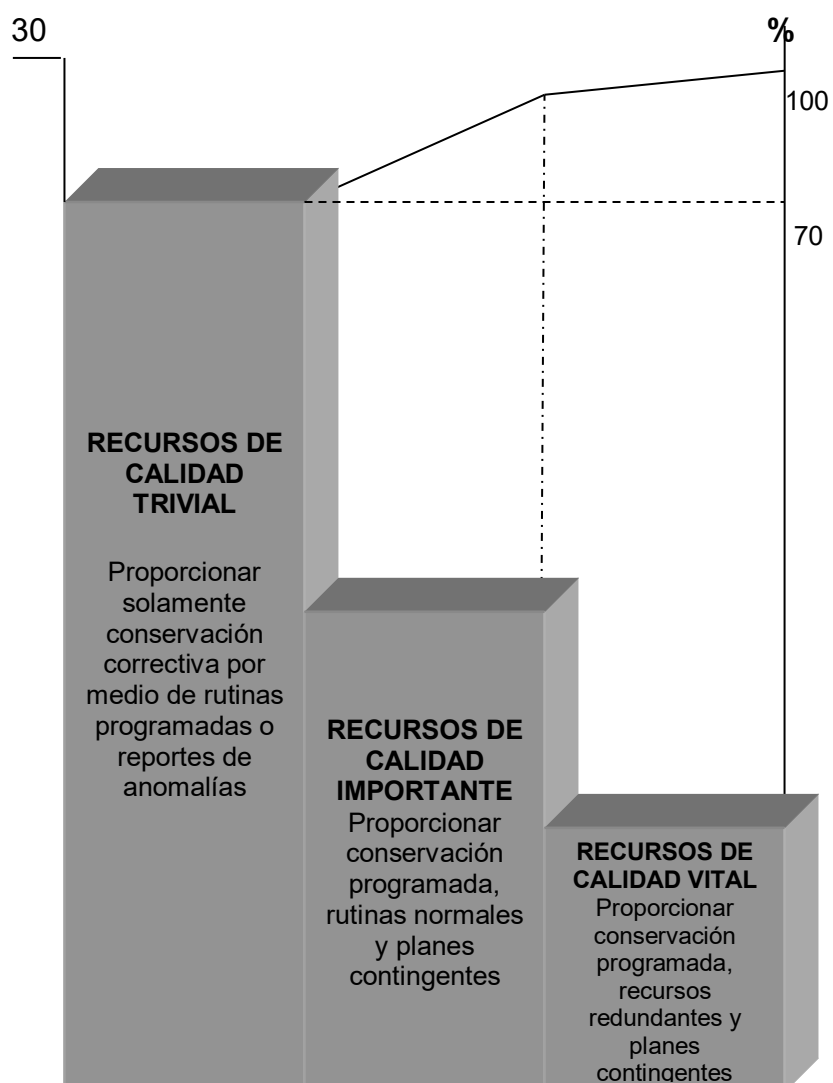 30
%
100
70
RECURSOS DE
CALIDAD
TRIVIAL
Proporcionar
solamente
conservación
correctiva por
medio de rutinas
programadas o
reportes de
anomalías
RECURSOS DE
CALIDAD
IMPORTANTE
Proporcionar
conservación
programada,
rutinas normales
y planes
contingentes
RECURSOS DE
CALIDAD VITAL
Proporcionar
conservación
programada,
recursos
redundantes y
planes
contingentes